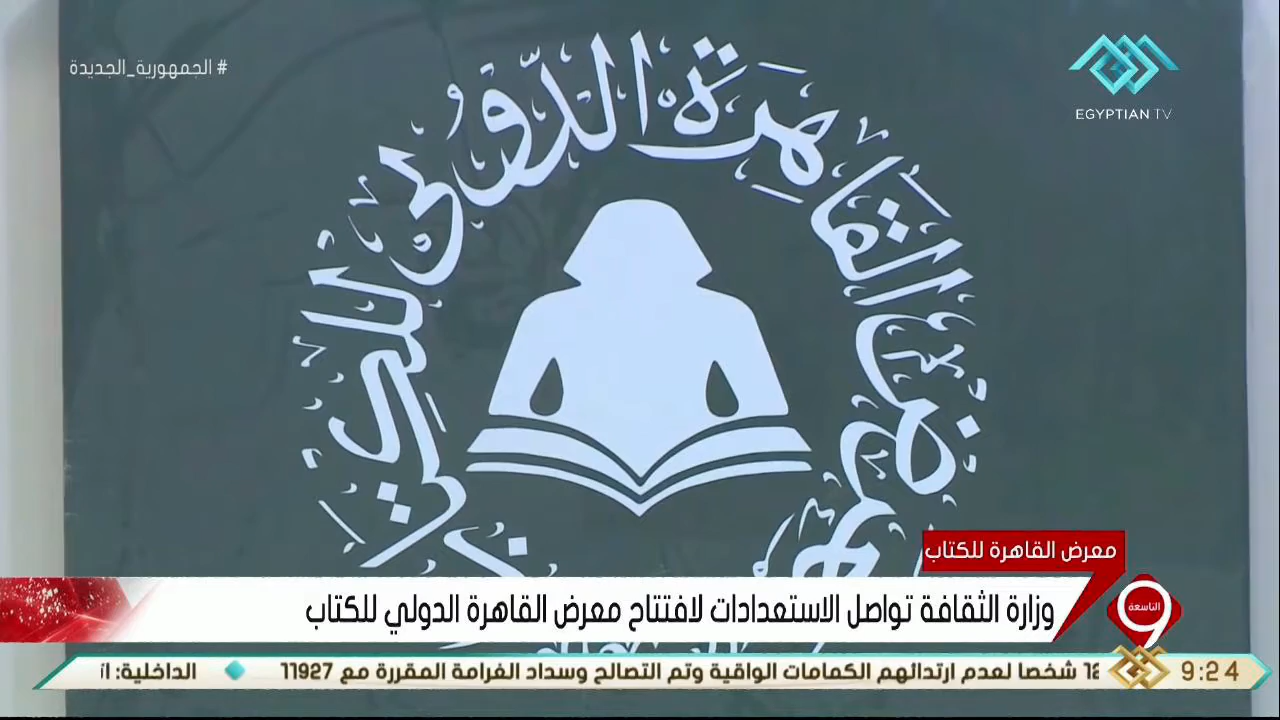 # الجمهورية_الجديدة
EGYPTIAN TV
معرض القاهرة الدولي للكتاب
معرض القاهرة للكتاب
وزارة الثقافة تواصل الاستعدادات لافتتاح معرض القاهرة الدولي للكتاب
التاسعة
9
شخصا لعدم ارتدائهم الكمامات الواقية وتم التصالح وسداد الغرامة المقررة مع 11927
الداخلية:
9:24